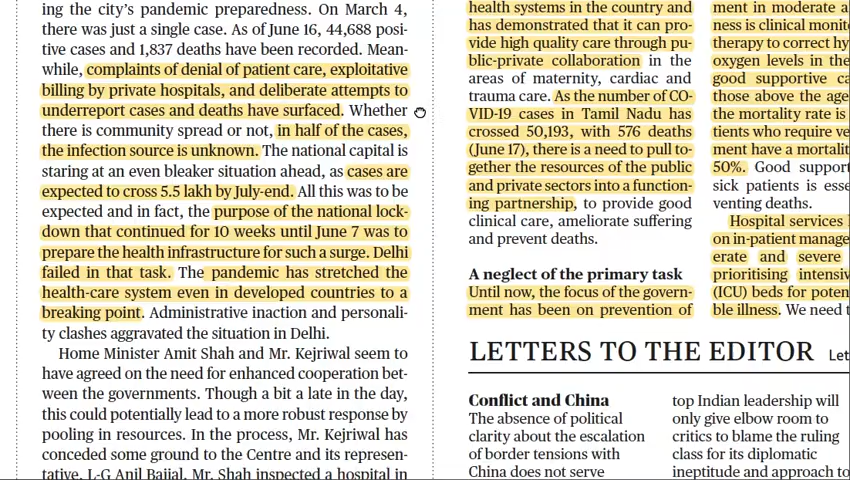 ing the city's pandemic preparedness. On March 4,
there was just a single case. As of June 16, 44,688 posi-
tive cases and 1,837 deaths have been recorded. Mean-
while, complaints of denial of patient care, exploitative
billing by private hospitals, and deliberate attempts to
underreport cases and deaths have surfaced. Whether
there is community spread or not, in half of the cases,
the infection source is unknown. The national capital is
staring at an even bleaker situation ahead, as cases are
expected to cross 5.5 lakh by July-end. All this was to be
expected and in fact, the purpose of the national lock-
down that continued for 10 weeks until June 7 was to
prepare the health infrastructure for such a surge. Delhi
failed in that task. The pandemic has stretched the
health-care system even in developed countries to a
breaking point. Administrative inaction and personali-
ty clashes aggravated the situation in Delhi.
Home Minister Amit Shah and Mr. Kejriwal seem to
have agreed on the need for enhanced cooperation bet-
ween the governments. Though a bit a late in the day,
this could potentially lead to a more robust response by
pooling in resources. In the process, Mr. Kejriwal has
conceded some ground to the Centre and its represen-
tative, L-G Anil Baijal. Mr. Shah inspected a hospital in
health systems in the country and
has demonstrated that it can pro-
vide high quality care through pu-
blic-private collaboration in the
areas of maternity, cardiac and
trauma care. As the number of CO-
VID-19 cases in Tamil Nadu has
crossed 50,193, with 576 deaths
(June 17), there is a need to pull to-
gether the resources of the public
and private sectors into a function-
ing partnership, to provide good
clinical care, ameliorate suffering
and prevent deaths.
A neglect of the primary task
Until now, the focus of the govern-
ment has been on prevention of
ment in moderate a
ness is clinical monit
therapy to correct hy
oxygen levels in the
good supportive ca
those above the age
the mortality rate is
tients who require ve
ment have a mortalit
50%. Good support
sick patients is esse
venting deaths.
Hospital services
on in-patient manage
erate and severe
prioritising intensiv
(ICU) beds for poten
ble illness. We need t
LETTERS TO THE EDITOR Let
Conflict and China
The absence of political
clarity about the escalation
of border tensions with
China does not serve
top Indian leadership will
only give elbow room to
critics to blame the ruling
class for its diplomatic
ineptitude and approach to